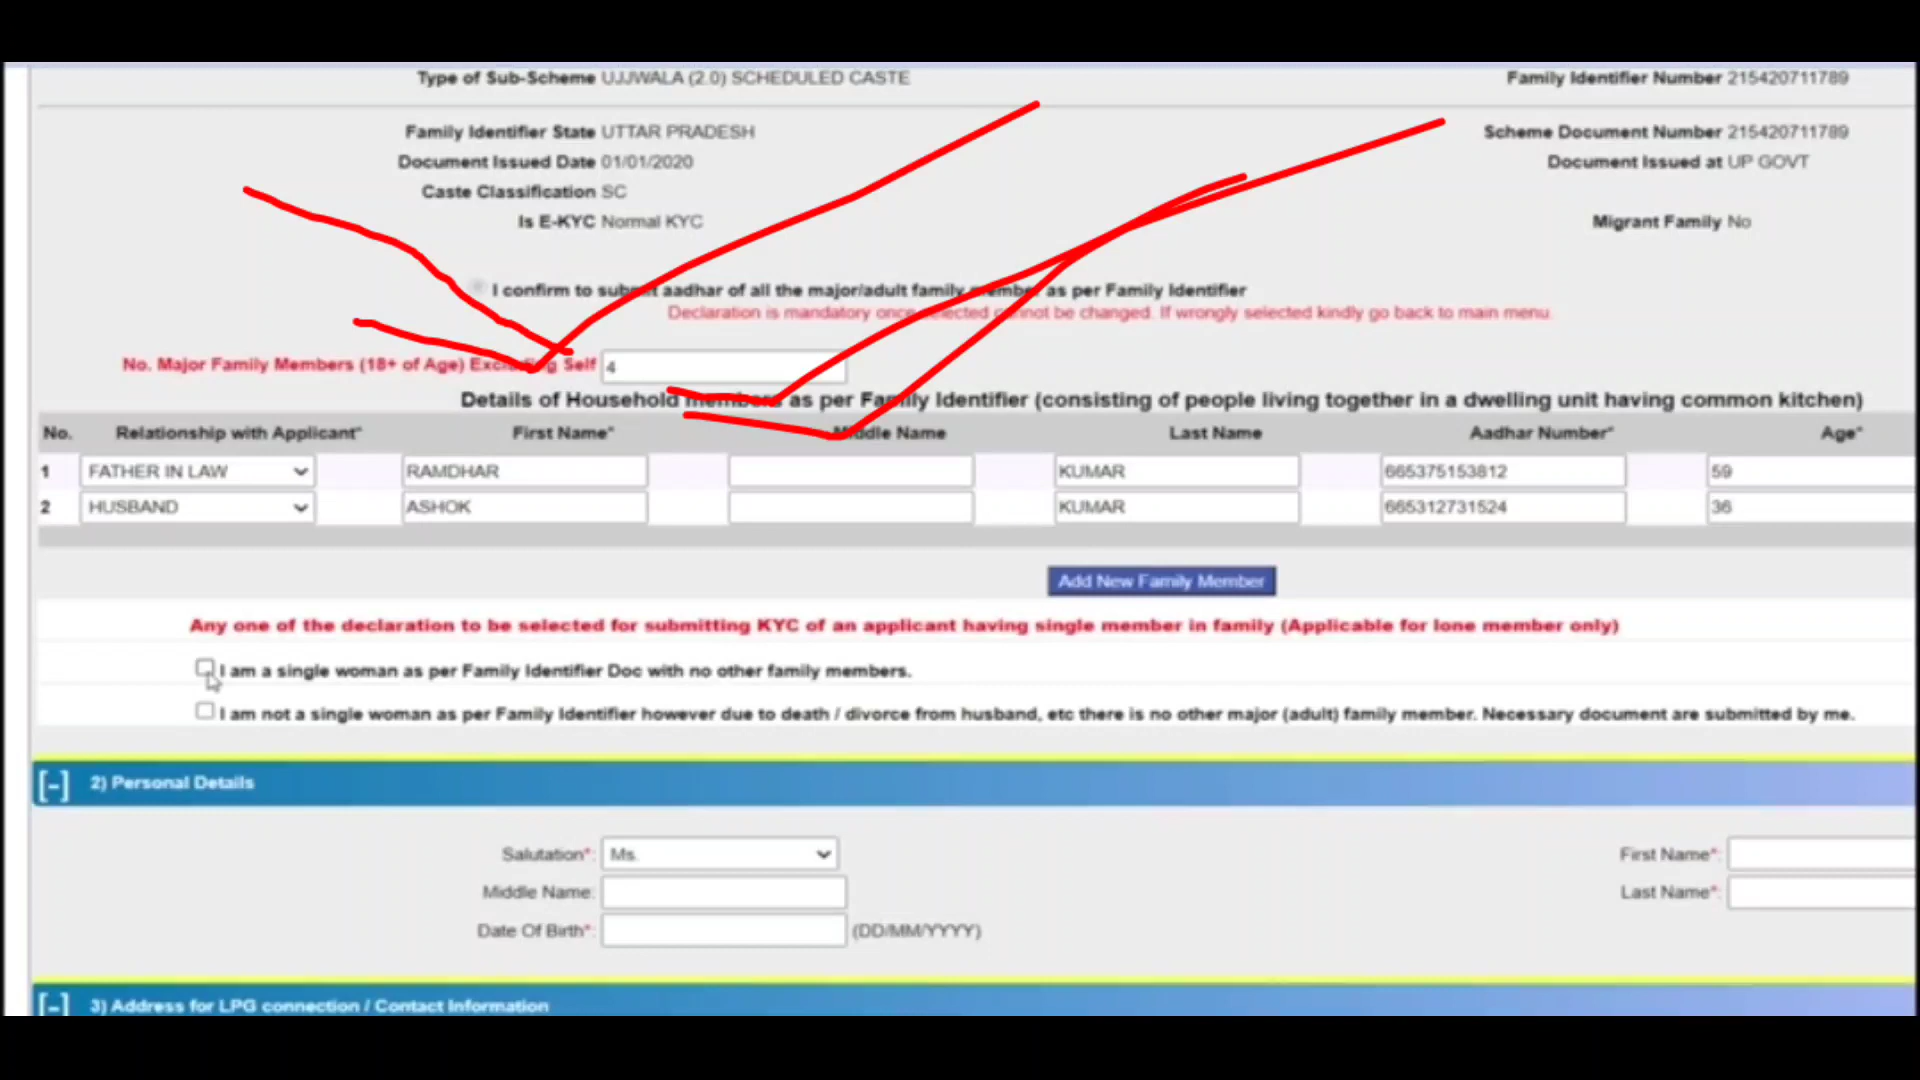 Type of Sub-Scheme UJJWALA (2.0) SCHEDULED CASTE Family Identifier Number 215420711789
Family Identifier State UTTAR PRADESH Scheme Document Number 215420711789
Document Issued Date 01/01/2020 Document Issued at UP GOVT
Caste Classification SC
Is E-KYC Normal KYC Migrant Family No
I confirm to submit aadhar of all the major/adult family member as per Family Identifier
Declaration is mandatory once selected cannot be changed. If wrongly selected kindly go back to main menu.
No. Major Family Members (18+ of Age) Excluding Self 4
Details of Household members as per Family Identifier (consisting of people living together in a dwelling unit having common kitchen)
No. Relationship with Applicant* First Name* Middle Name Last Name Aadhar Number* Age*
1 FATHER IN LAW RAMDHAR KUMAR 665375153812 59
2 HUSBAND ASHOK KUMAR 665312731524 36
Add New Family Member
Any one of the declaration to be selected for submitting KYC of an applicant having single member in family (Applicable for lone member only)
I am a single woman as per Family Identifier Doc with no other family members.
I am not a single woman as per Family Identifier however due to death / divorce from husband, etc there is no other major (adult) family member. Necessary document are submitted by me.
[-] 2) Personal Details
Salutation*: Ms. First Name*:
Middle Name: Last Name*:
Date Of Birth*: (DD/MM/YYYY)
[-] 3) Address for LPG connection / Contact Information